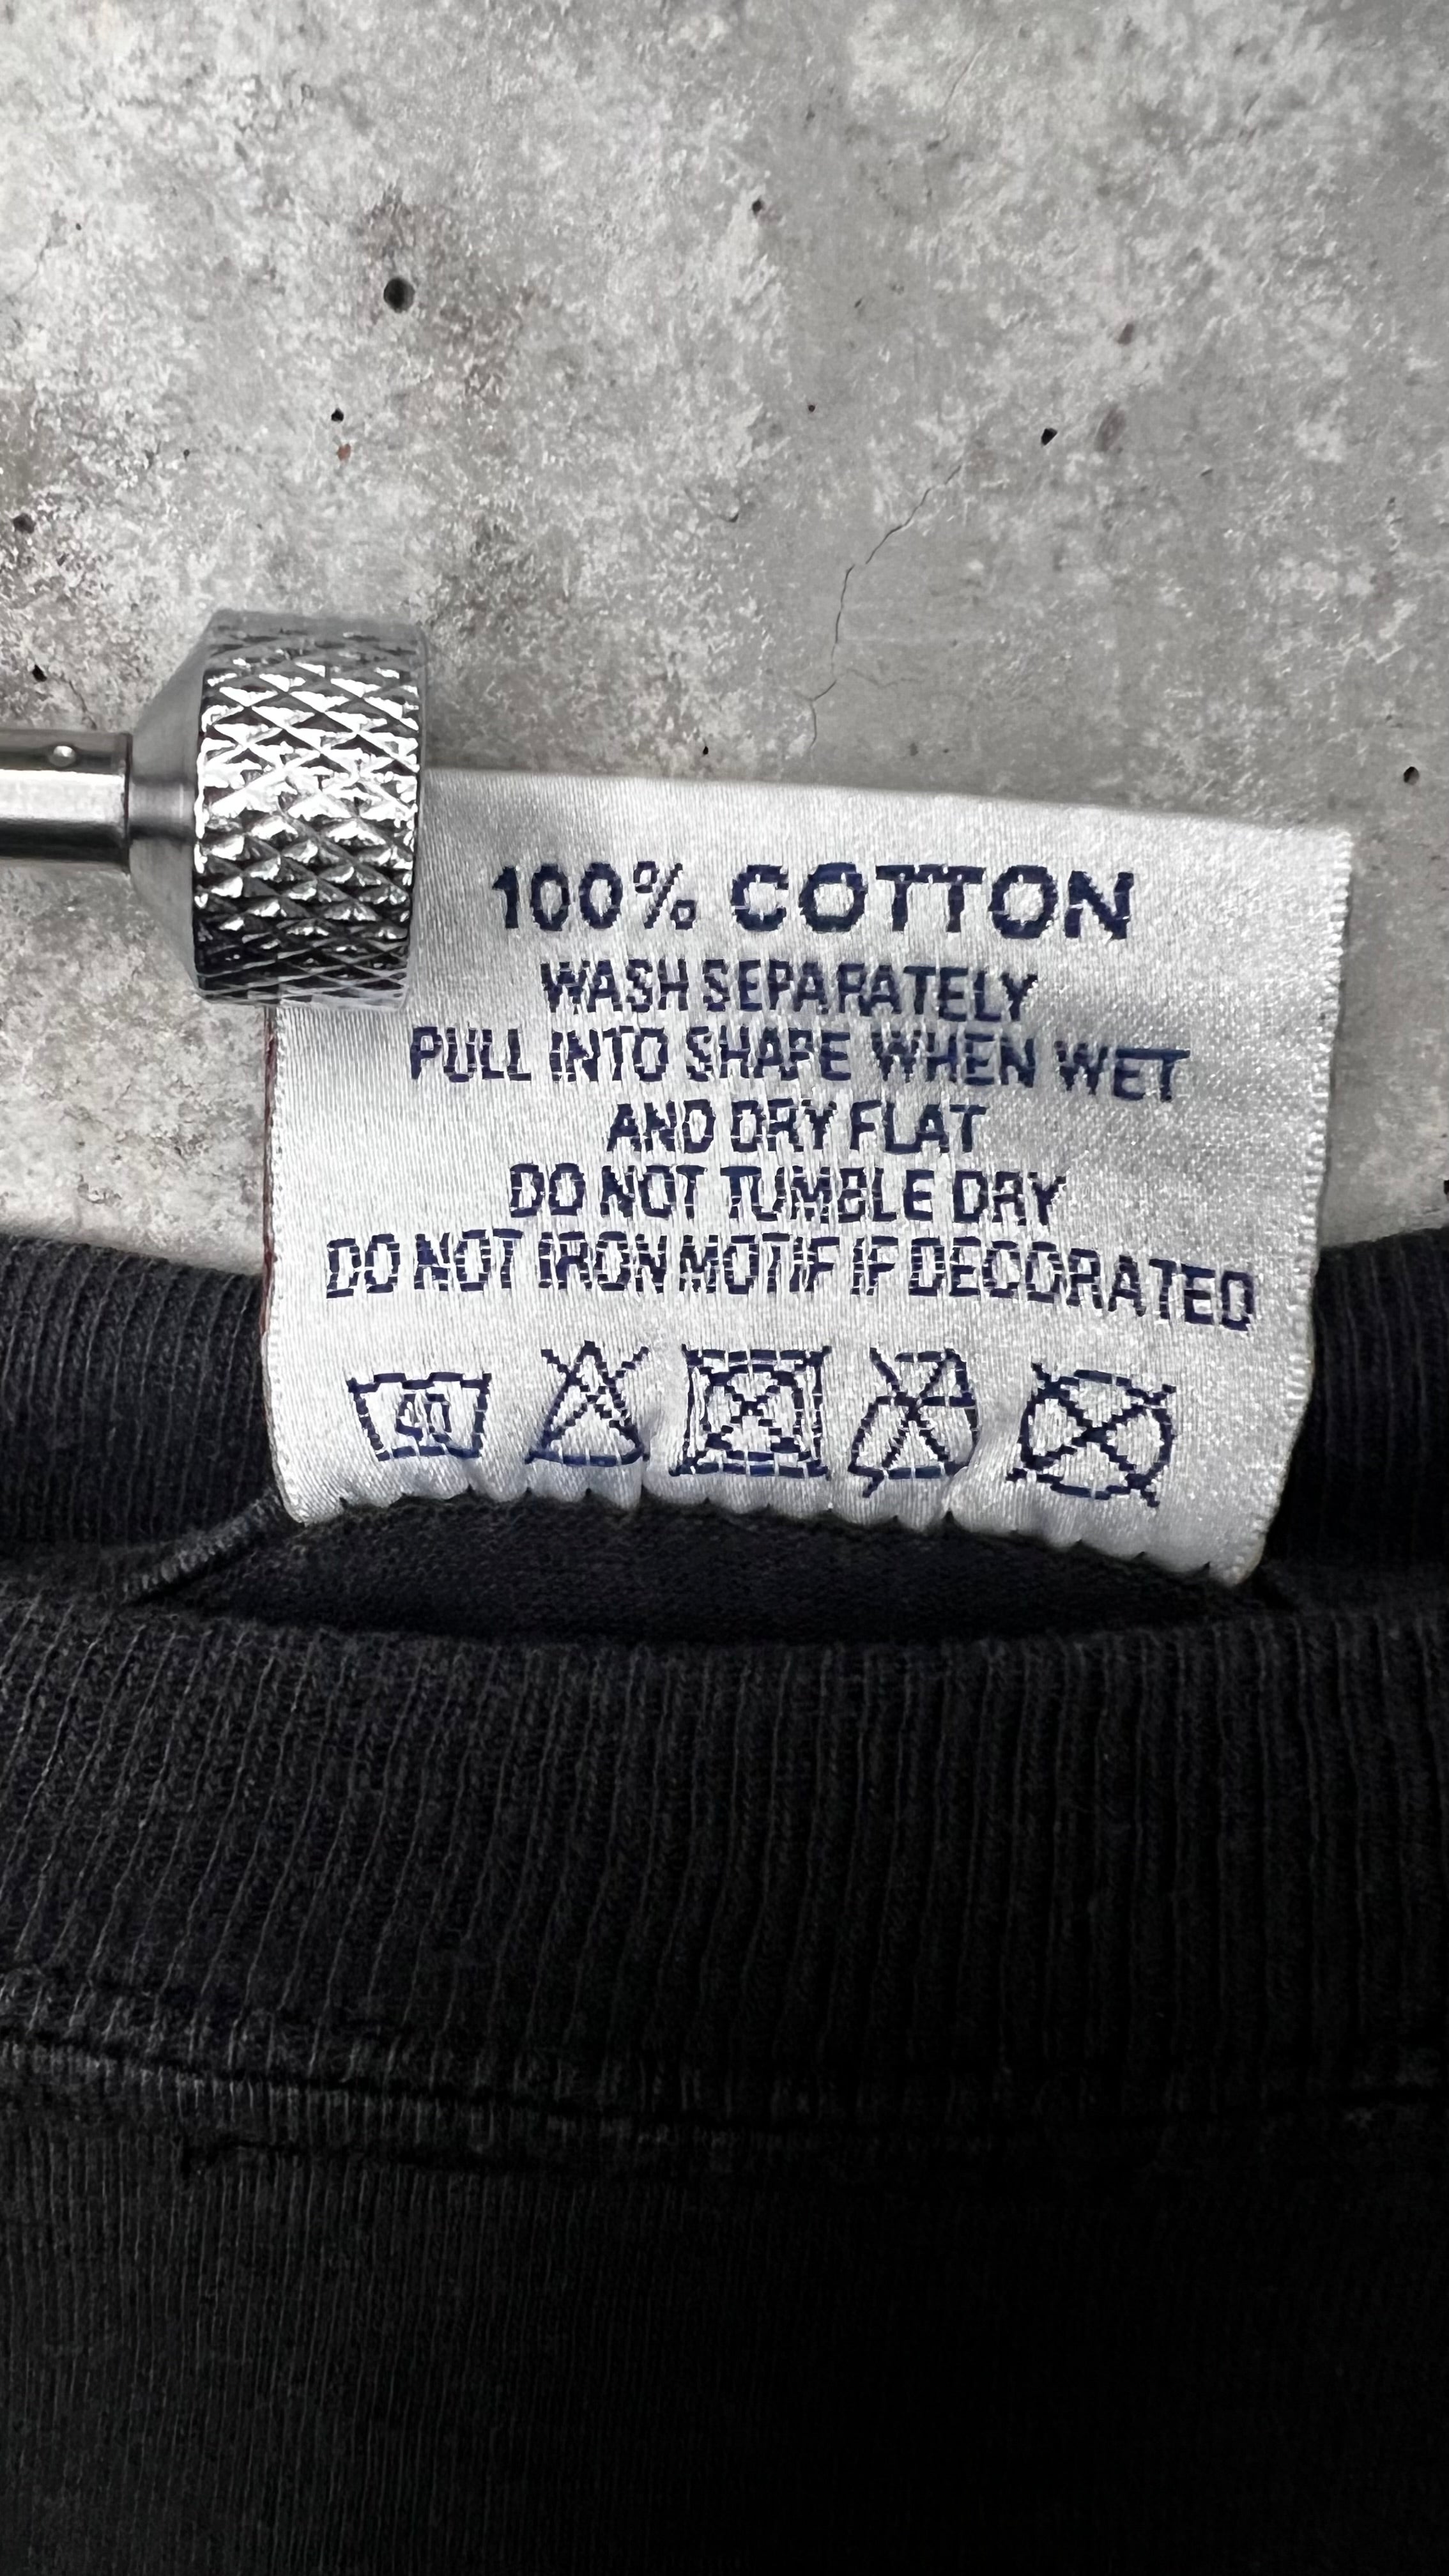 100% COTTON
WASH SEPARATELY
PULL INTO SHAPE WHEN WET
AND DRY FLAT
DO NOT TUMBLE DRY
DO NOT IRON MOTIF IF DECORATED
40